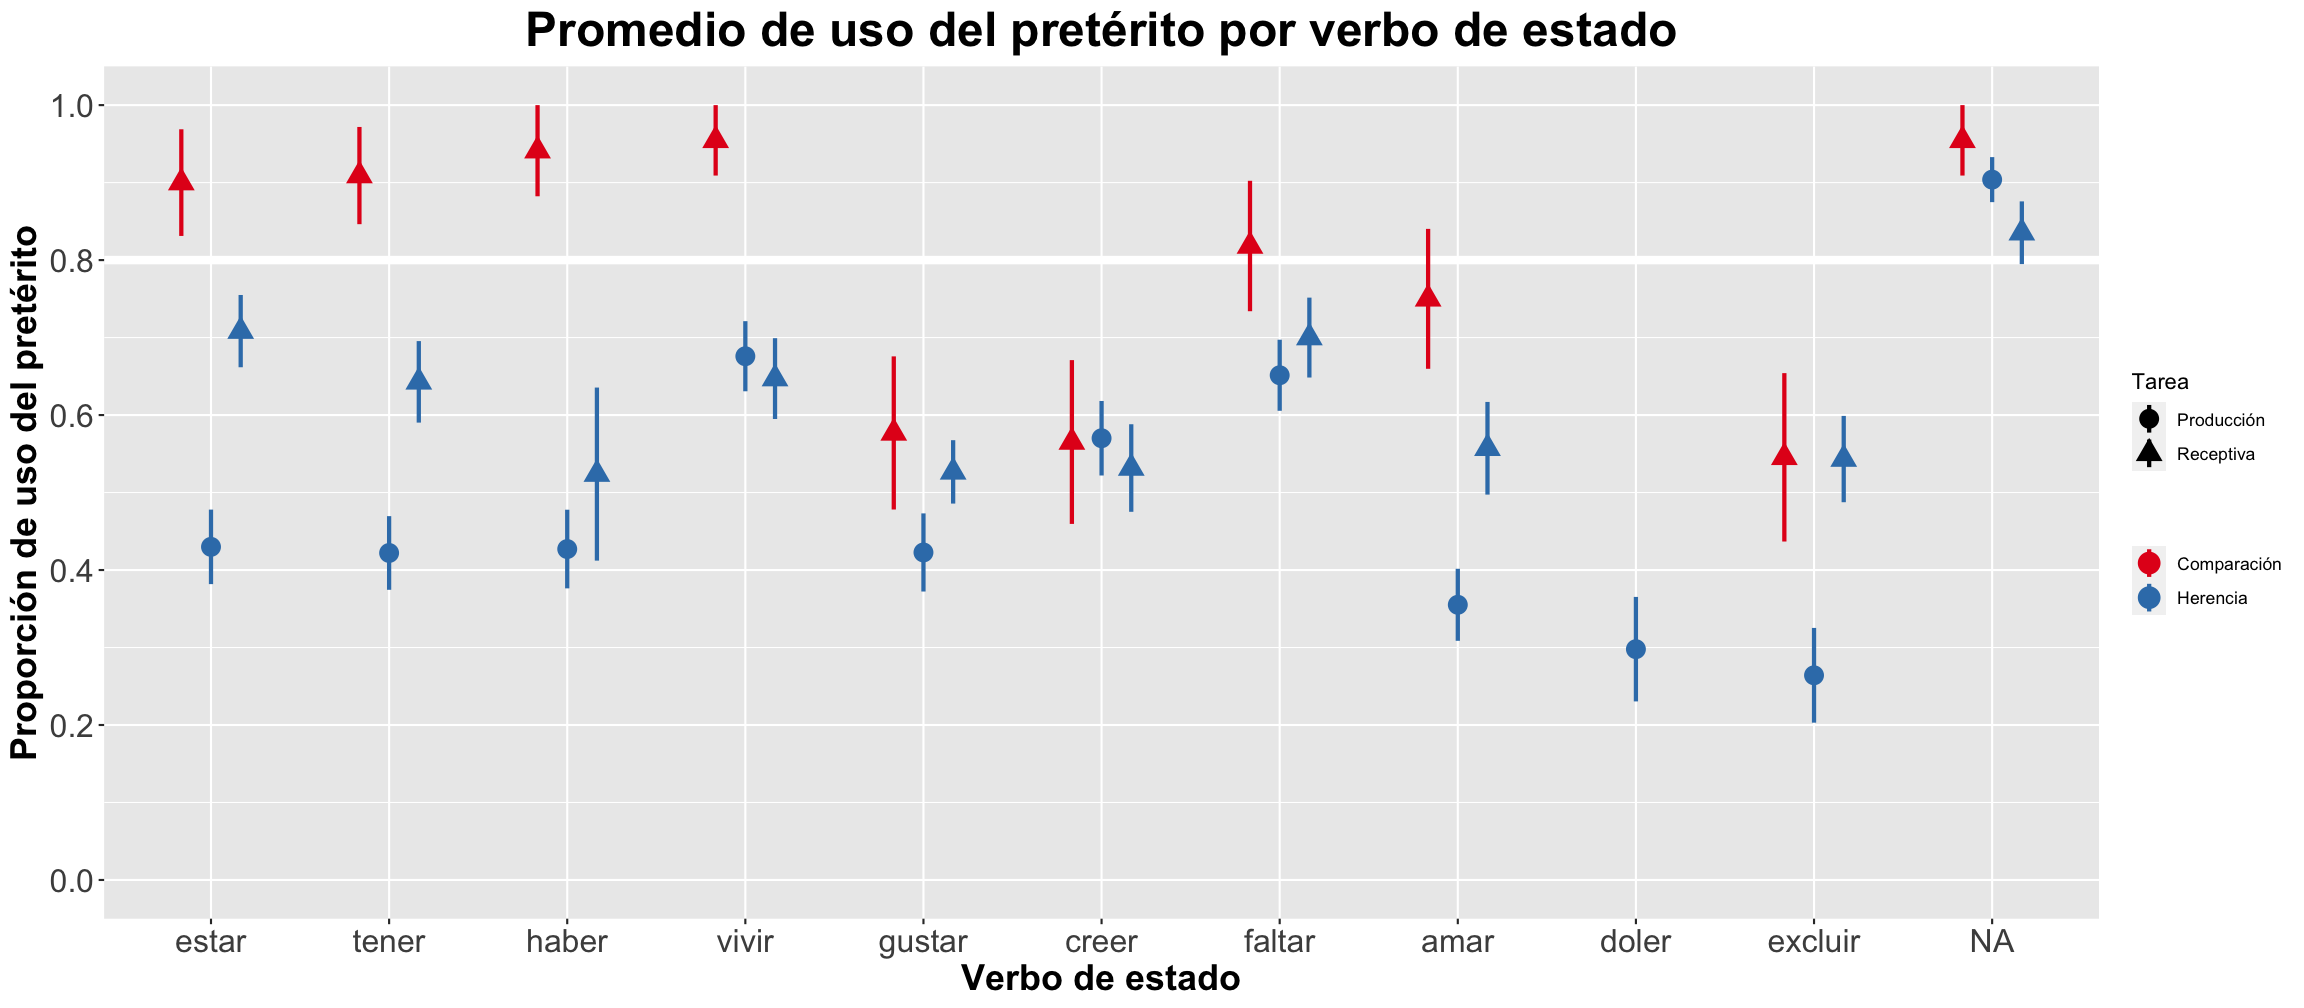 Promedio de uso del pretérito por verbo de estado
Proporción de uso del pretérito
1.0
0.8
0.6
0.4
0.2
0.0
estar tener haber vivir gustar creer faltar amar doler excluir NA
Verbo de estado
Tarea
Producción
Receptiva
Comparación
Herencia